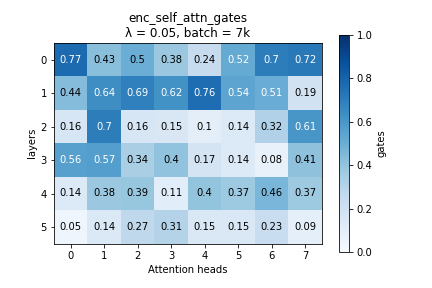 enc_self_attn_gates
λ = 0.05, batch = 7k
0 0.77 0.43 0.5 0.38 0.24 0.52 0.7 0.72
1 0.44 0.64 0.69 0.62 0.76 0.54 0.51 0.19
2 0.16 0.7 0.16 0.15 0.1 0.14 0.32 0.61
3 0.56 0.57 0.34 0.4 0.17 0.14 0.08 0.41
4 0.14 0.38 0.39 0.11 0.4 0.37 0.46 0.37
5 0.05 0.14 0.27 0.31 0.15 0.15 0.23 0.09
0 1 2 3 4 5 6 7
Attention heads
layers
1.0
0.8
0.6
0.4
0.2
0.0
gates